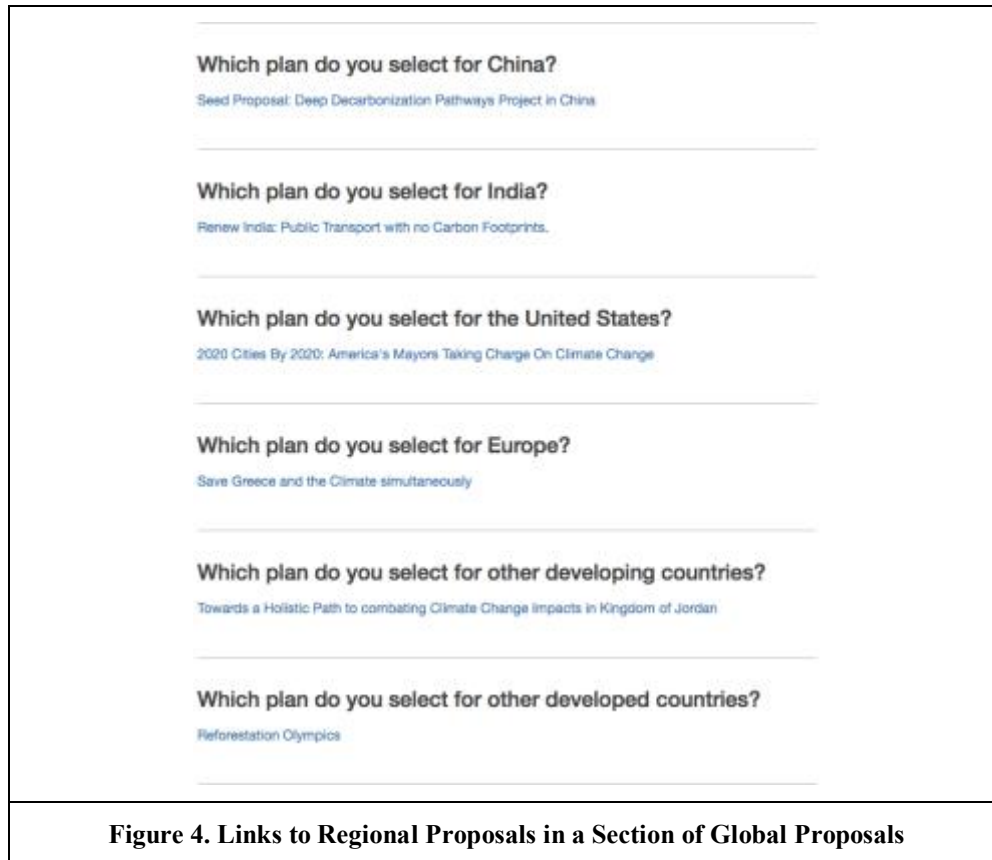 Which plan do you select for China?
Seed Proposal: Deep Decarbonization Pathways Project in China
Which plan do you select for India?
Renew India: Public Transport with no Carbon Footprints.
Which plan do you select for the United States?
2020 Cities By 2020: America's Mayors Taking Charge On Climate Change
Which plan do you select for Europe?
Save Greece and the Climate simultaneously
Which plan do you select for other developing countries?
Towards a Holistic Path to combating Climate Change Impacts in Kingdom of Jordan
Which plan do you select for other developed countries?
Reforestation Olympics
Figure 4. Links to Regional Proposals in a Section of Global Proposals